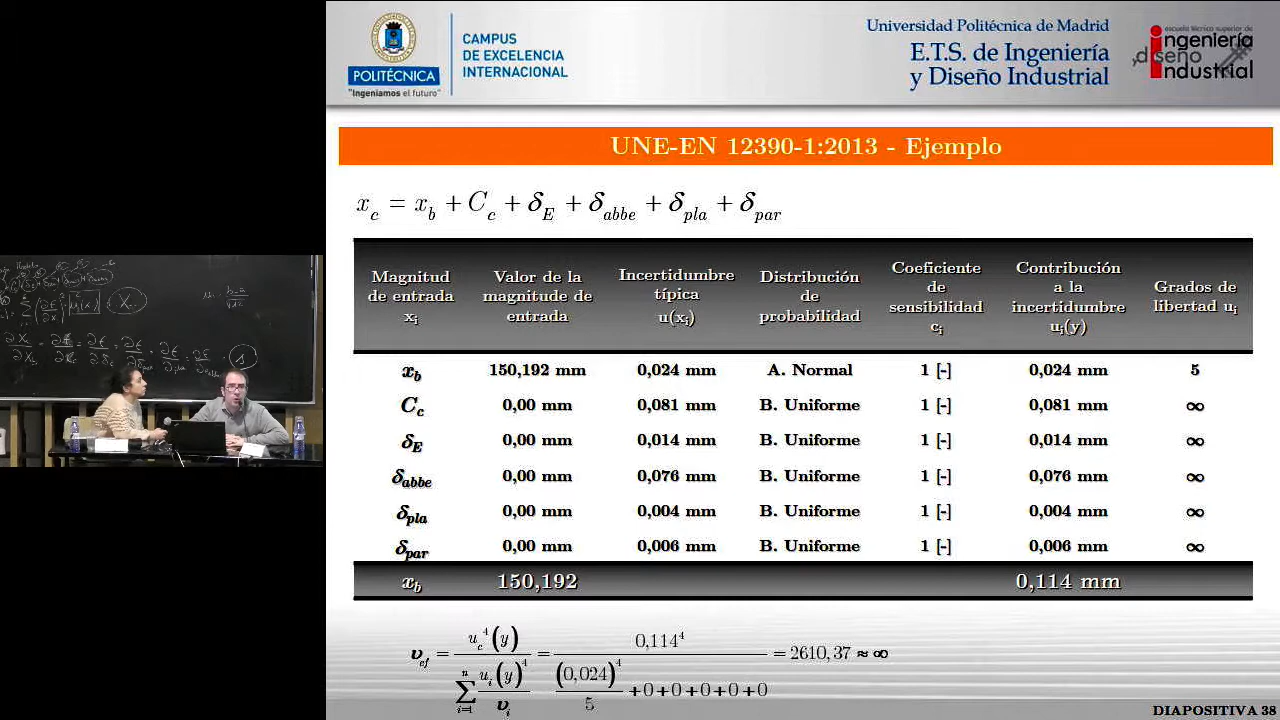 POLITÉCNICA
"Ingeniamos el futuro"
CAMPUS
DE EXCELENCIA
INTERNACIONAL
Universidad Politécnica de Madrid
E.T.S. de Ingeniería
y Diseño Industrial
escuela técnica superior de
ingeniería
diseño
industrial
UNE-EN 12390-1:2013 - Ejemplo
x_c = x_b + C_c + δ_E + δ_abbe + δ_pla + δ_par
Magnitud de entrada x_i | Valor de la magnitude de entrada | Incertidumbre típica u(x_i) | Distribución de probabilidad | Coeficiente de sensibilidad c_i | Contribución a la incertidumbre u_i(y) | Grados de libertad u_i
x_b 150,192 mm 0,024 mm A. Normal 1 [-] 0,024 mm 5
C_c 0,00 mm 0,081 mm B. Uniforme 1 [-] 0,081 mm ∞
δ_E 0,00 mm 0,014 mm B. Uniforme 1 [-] 0,014 mm ∞
δ_abbe 0,00 mm 0,076 mm B. Uniforme 1 [-] 0,076 mm ∞
δ_pla 0,00 mm 0,004 mm B. Uniforme 1 [-] 0,004 mm ∞
δ_par 0,00 mm 0,006 mm B. Uniforme 1 [-] 0,006 mm ∞
x_b 150,192 0,114 mm
υ_ef = u_c^4(y) / Σ_{i=1}^{n} (u_i(y)^4 / υ_i) = 0,114^4 / ((0,024)^4 / 5 + 0 + 0 + 0 + 0 + 0) = 2610,37 ≈ ∞
DIAPOSITIVA 38